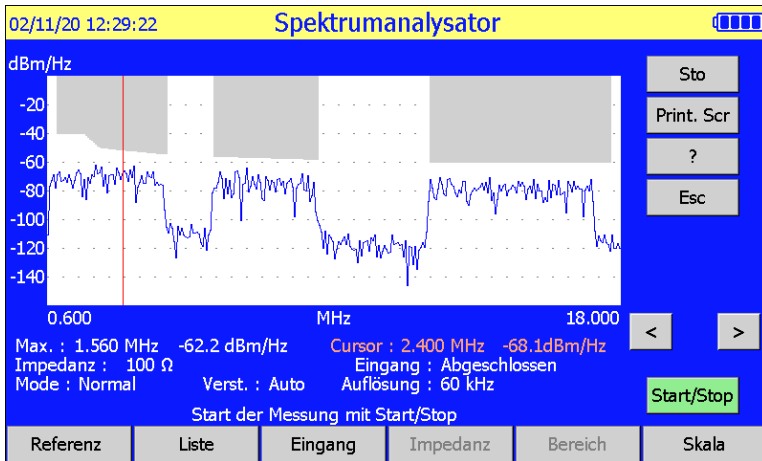 02/11/20 12:29:22 Spektrumanalysator
dBm/Hz
Sto
-20
Print. Scr
-40
?
-60
Esc
-80
-100
-120
-140
0.600 MHz 18.000
< >
Max. : 1.560 MHz -62.2 dBm/Hz Cursor : 2.400 MHz -68.1dBm/Hz
Impedanz : 100 Ω Eingang : Abgeschlossen
Mode : Normal Verst. : Auto Auflösung : 60 kHz
Start/Stop
Start der Messung mit Start/Stop
Referenz Liste Eingang Impedanz Bereich Skala